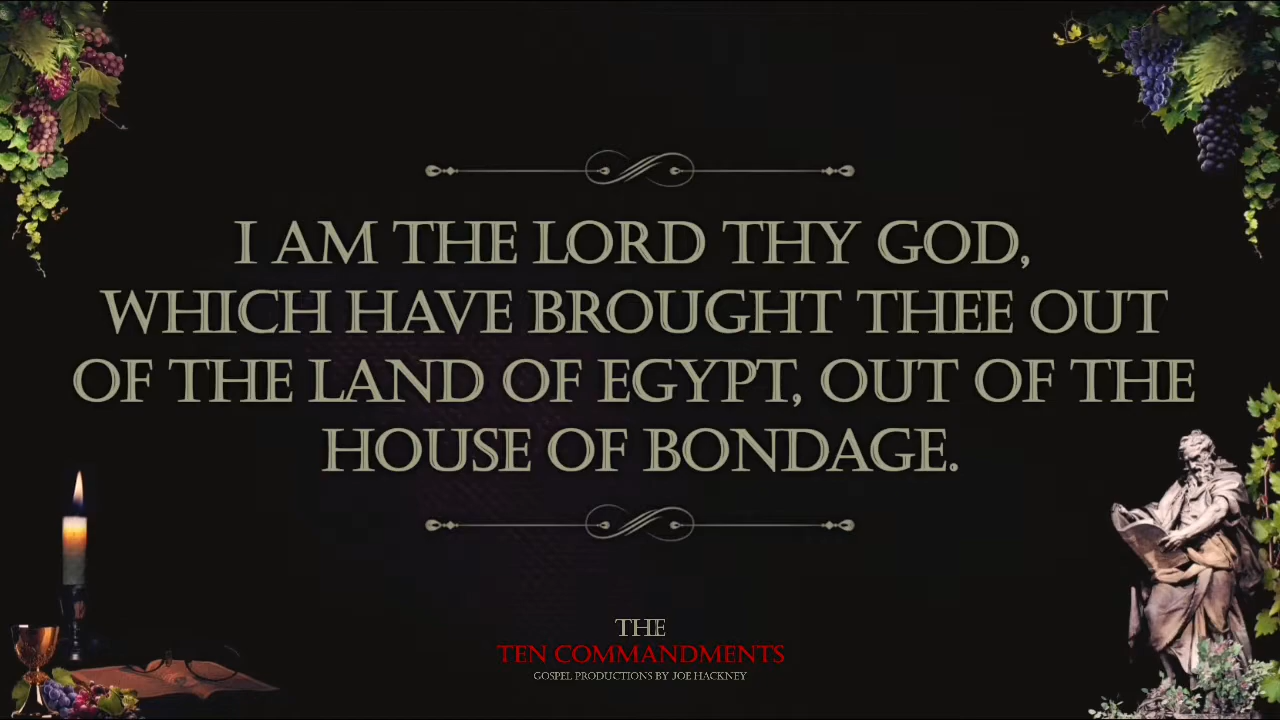 I AM THE LORD THY GOD,
WHICH HAVE BROUGHT THEE OUT
OF THE LAND OF EGYPT, OUT OF THE
HOUSE OF BONDAGE.
THE
TEN COMMANDMENTS
GOSPEL PRODUCTIONS BY JOE HACKNEY